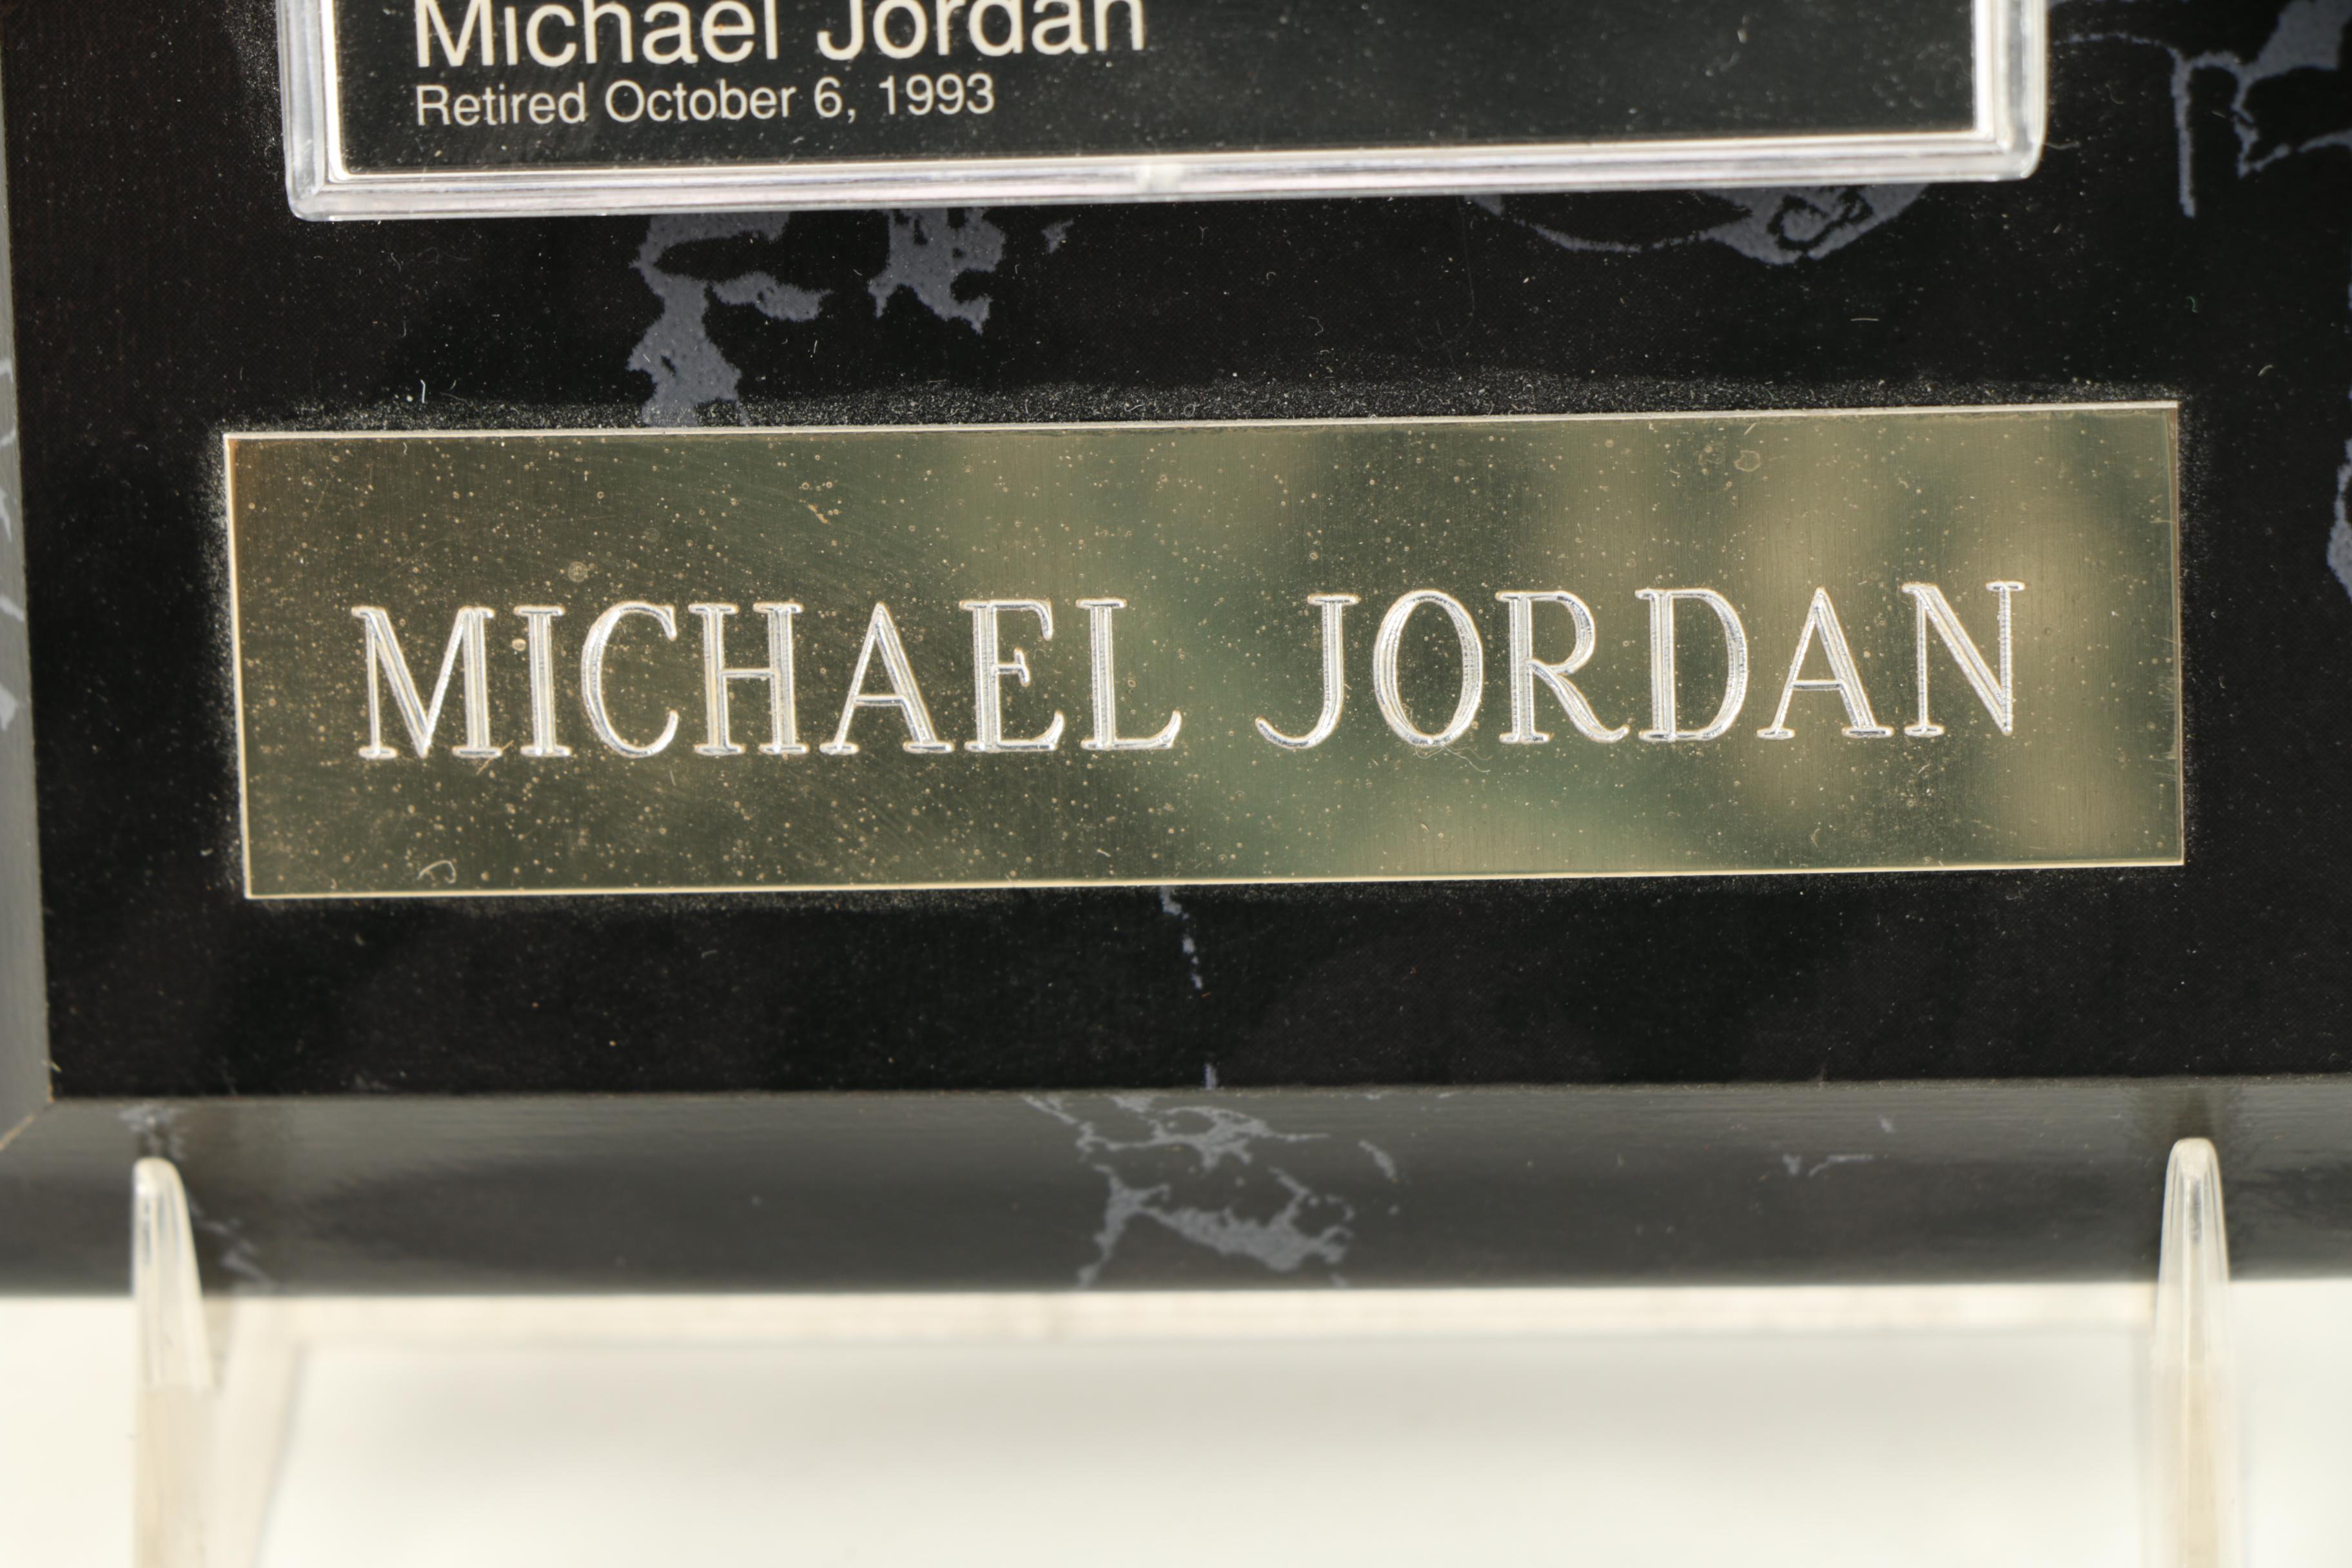 Michael Jordan
Retired October 6, 1993
MICHAEL JORDAN